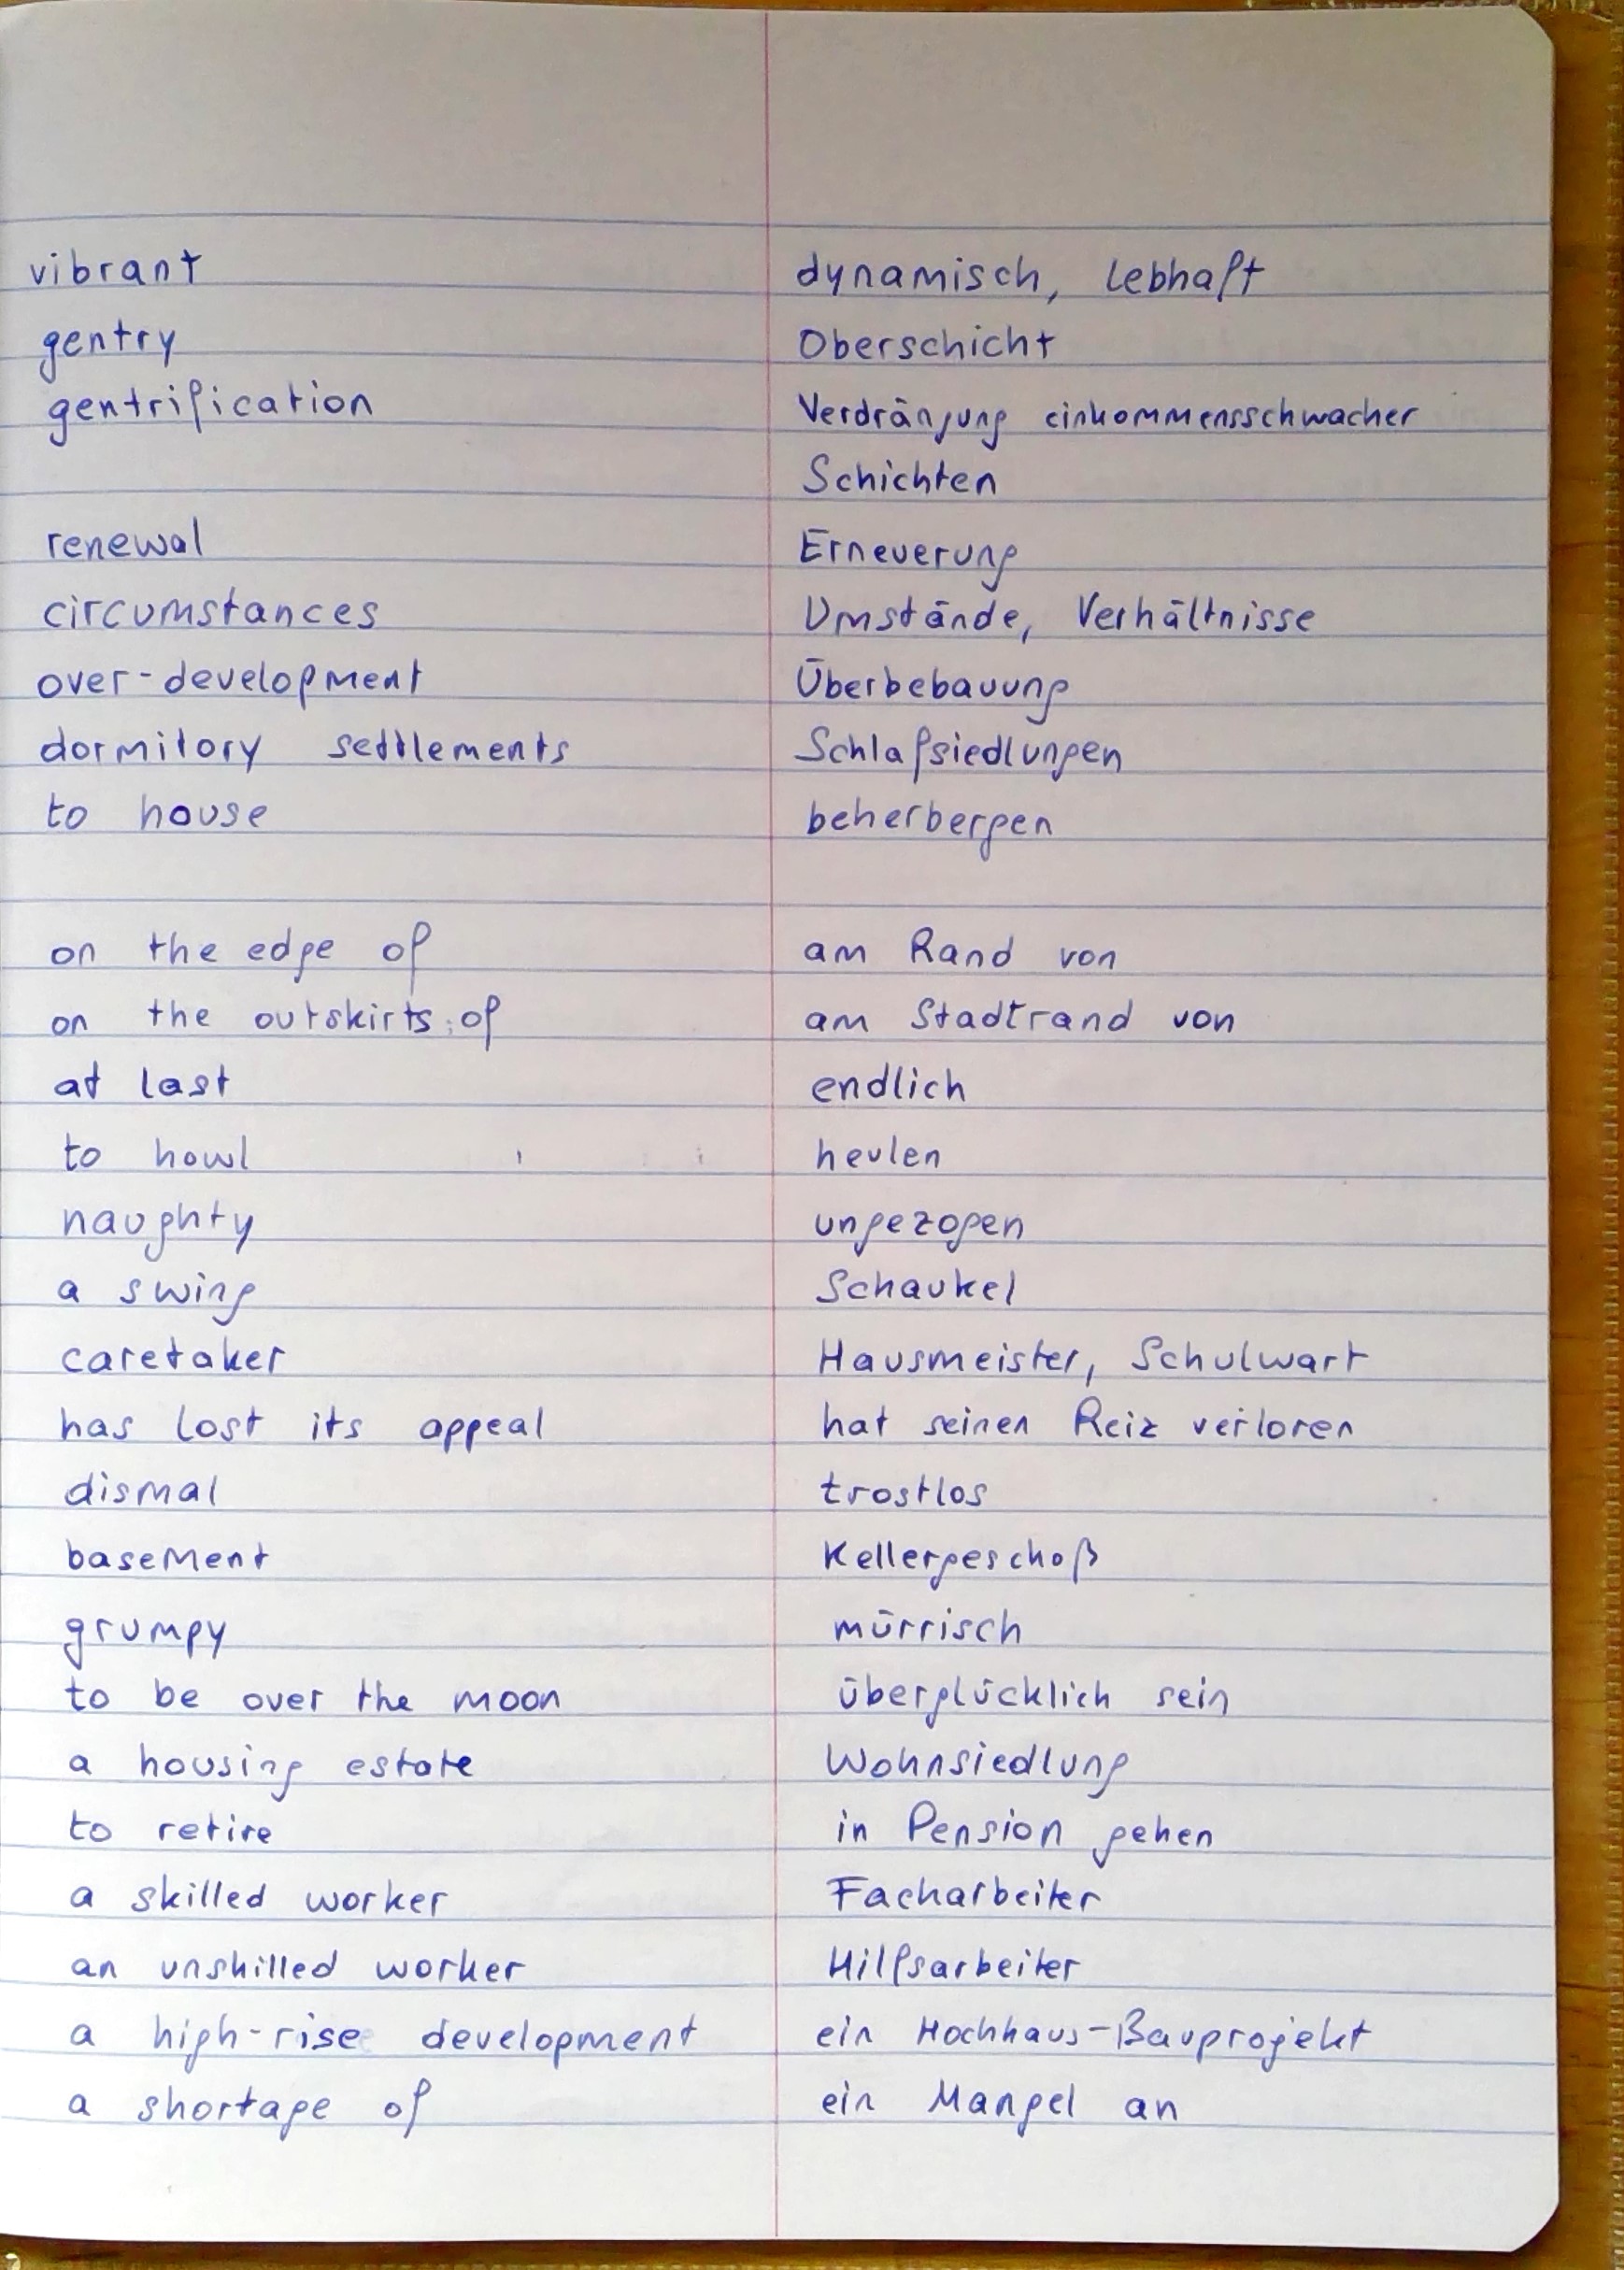 vibrant dynamisch, lebhaft
gentry Oberschicht
gentrification Verdrängung einkommensschwacher
Schichten
renewal Erneuerung
circumstances Umstände, Verhältnisse
over-development Überbebauung
dormitory settlements Schlafsiedlungen
to house beherbergen
on the edge of am Rand von
on the outskirts of am Stadtrand von
at last endlich
to howl heulen
naughty ungezogen
a swing Schaukel
caretaker Hausmeister, Schulwart
has lost its appeal hat seinen Reiz verloren
dismal trostlos
basement Kellergeschoß
grumpy mürrisch
to be over the moon überglücklich sein
a housing estate Wohnsiedlung
to retire in Pension gehen
a skilled worker Facharbeiter
an unskilled worker Hilfsarbeiter
a high-rise development ein Hochhaus-Bauprojekt
a shortage of ein Mangel an